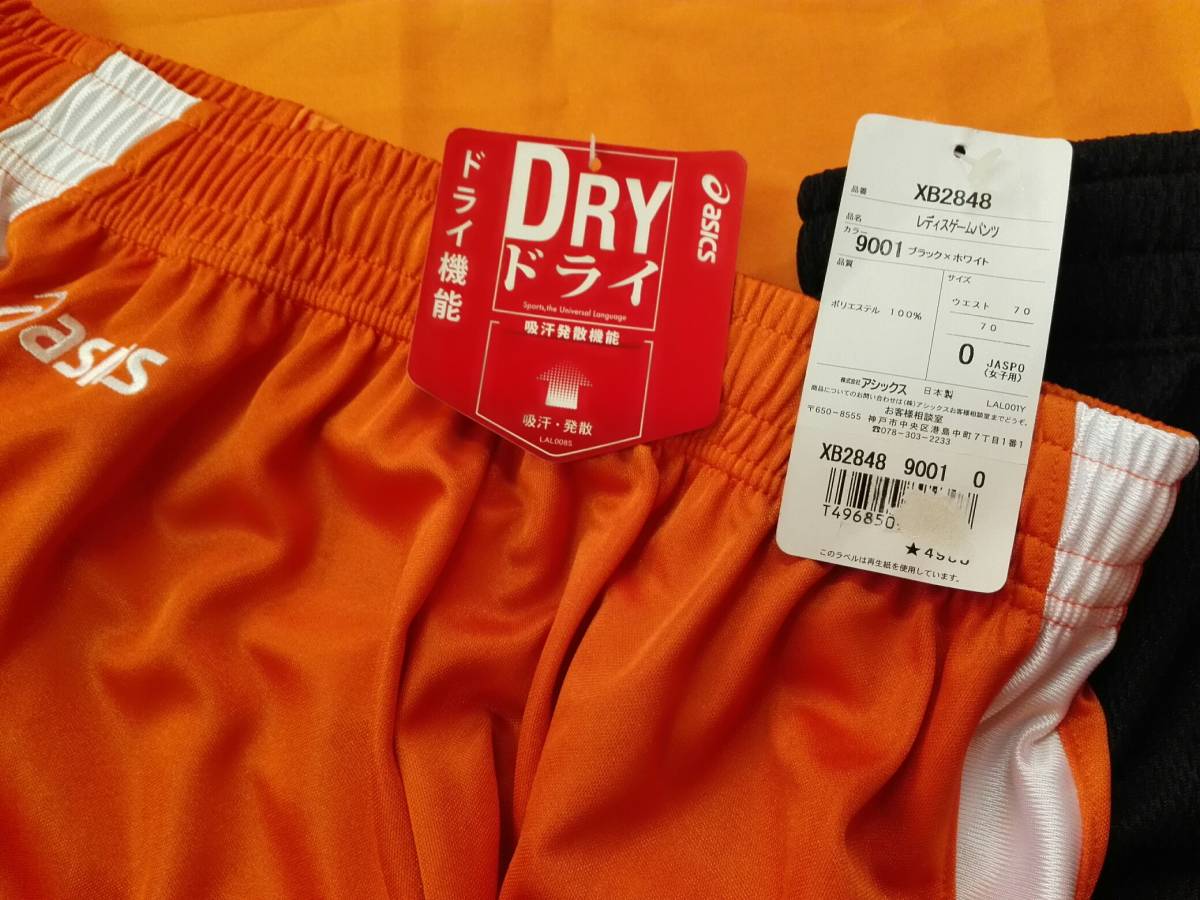 asics
ドライ機能
DRY
ドライ
Sports, the Universal Language
吸汗発散機能
吸汗・発散
LAL008S
asics
品番 XB2848
品名 レディスゲームパンツ
カラー 9001 ブラック×ホワイト
品質
ポリエステル 100%
サイズ
ウエスト 70
70
0 JASPO
(女子用)
株式会社アシックス 日本製 LAL001Y
商品についてのお問い合わせは(株)アシックスお客様相談室までどうぞ。
お客様相談室
〒650-8555 神戸市中央区港島中町7丁目1番1
☎078-303-2233
XB2848 9001 0
T496850
このラベルは再生紙を使用しています。